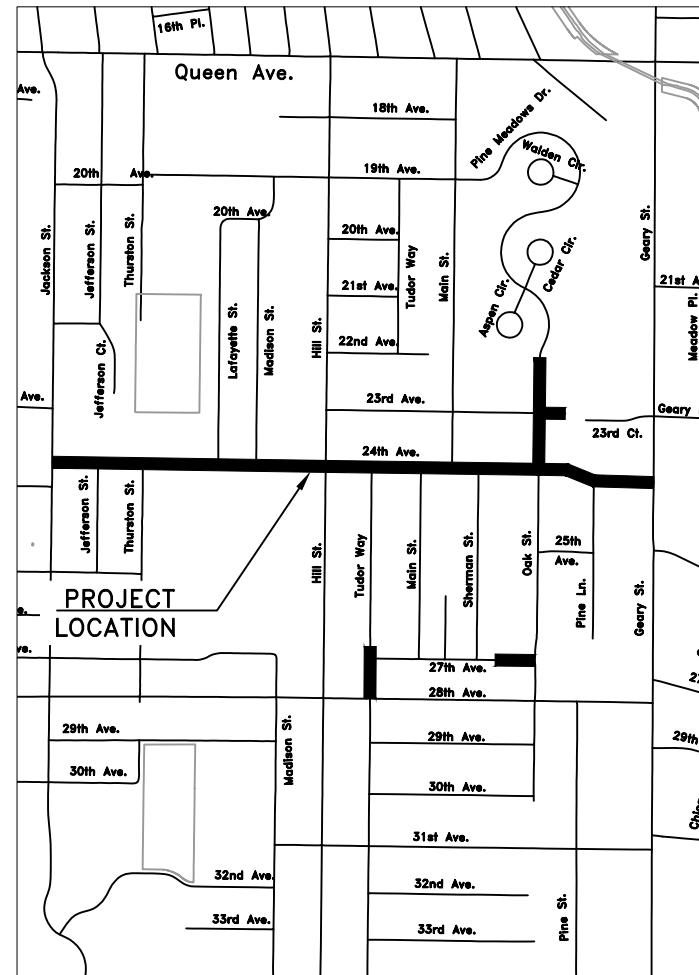 16th Pl.
Queen Ave.
Ave.
18th Ave.
Pine Meadows Dr.
Walden Cir.
19th Ave.
20th Ave.
20th Ave.
20th Ave.
Geary St.
Jackson St.
Jefferson St.
Thurston St.
Tudor Way
Main St.
Cedar Cir.
21st A
21st Ave.
Aspen Cir.
Lafayette St.
Madison St.
Hill St.
22nd Ave.
Meadow Pl.
Jefferson Ct.
Ave.
23rd Ave.
Geary
23rd Ct.
24th Ave.
Jefferson St.
Thurston St.
Hill St.
Tudor Way
Main St.
Sherman St.
Oak St.
25th
Ave.
Pine Ln.
Geary St.
PROJECT
LOCATION
e.
ve.
27th Ave.
28th Ave.
29th Ave.
Madison St.
29th Ave.
29th
30th Ave.
30th Ave.
31st Ave.
32nd Ave.
32nd Ave.
33rd Ave.
33rd Ave.
Pine St.